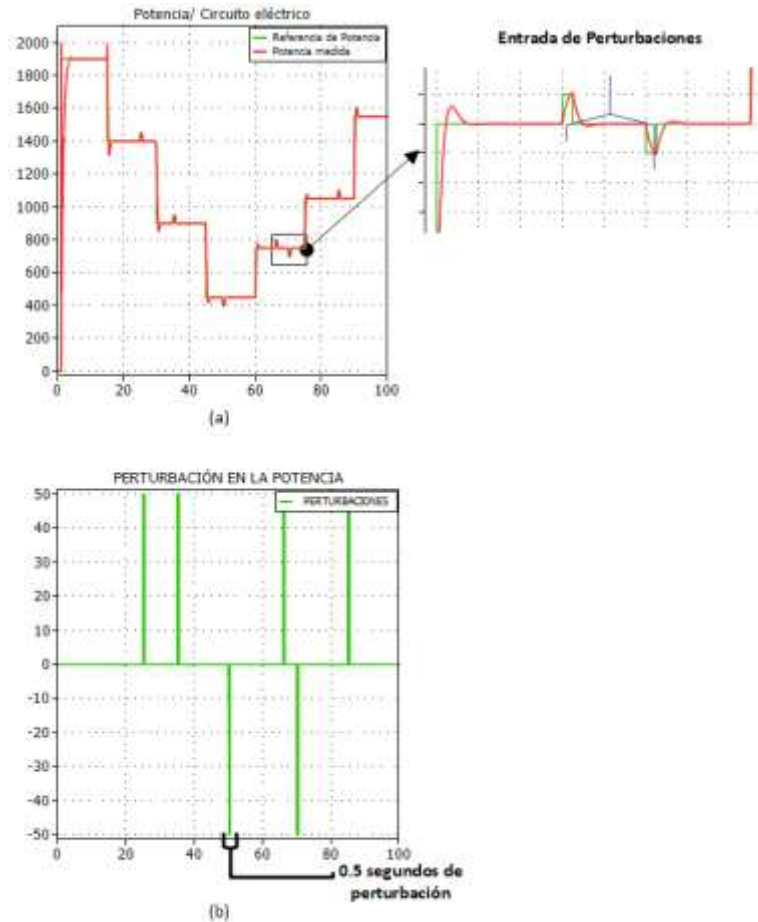 Potencia/ Circuito eléctrico
Referencia de Potencia
Potencia medida
2000
1800
1600
1400
1200
1000
800
600
400
200
0
0 20 40 60 80 100
(a)
Entrada de Perturbaciones
PERTURBACIÓN EN LA POTENCIA
PERTURBACIONES
50
40
30
20
10
0
-10
-20
-30
-40
-50
0 20 40 60 80 100
0.5 segundos de
perturbación
(b)